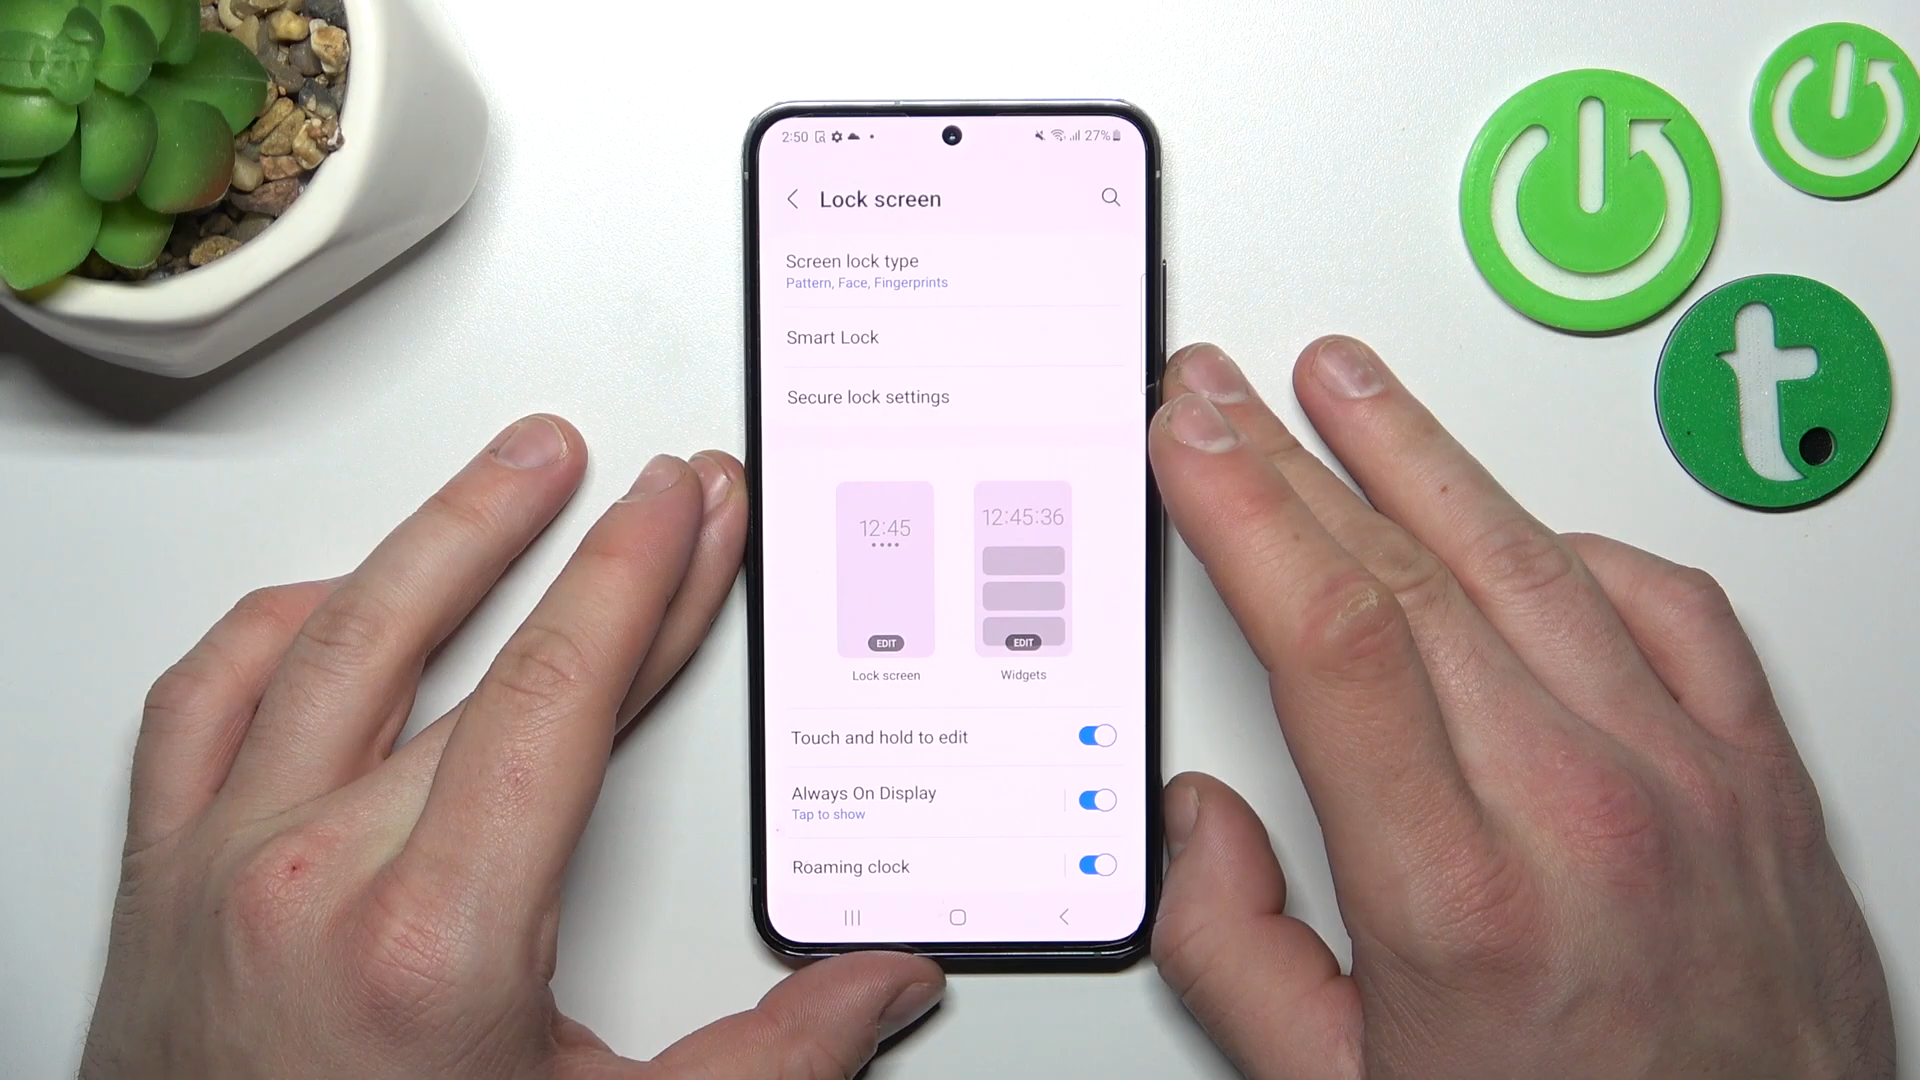 2:50 27%
Lock screen
Screen lock type
Pattern, Face, Fingerprints
Smart Lock
Secure lock settings
12:45
EDIT
Lock screen
12:45:36
EDIT
Widgets
Touch and hold to edit
Always On Display
Tap to show
Roaming clock
t.